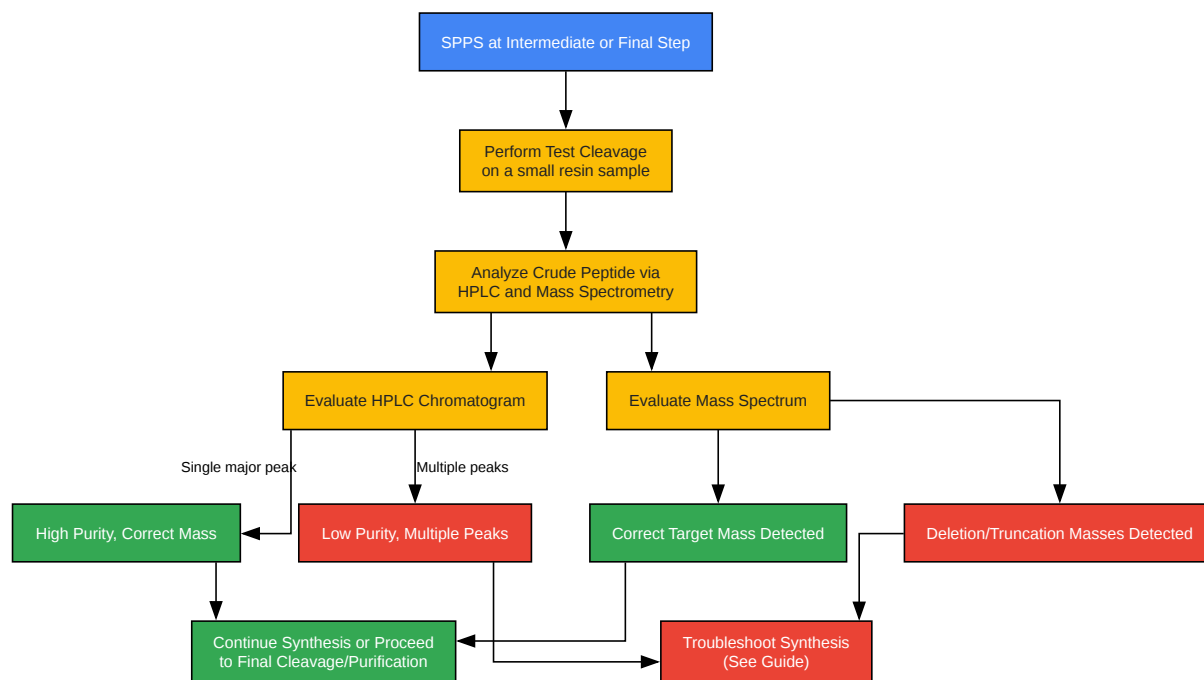 SPPS at Intermediate or Final Step
Perform Test Cleavage
on a small resin sample
Analyze Crude Peptide via
HPLC and Mass Spectrometry
Evaluate HPLC Chromatogram
Evaluate Mass Spectrum
Single major peak
Multiple peaks
High Purity, Correct Mass
Low Purity, Multiple Peaks
Correct Target Mass Detected
Deletion/Truncation Masses Detected
Continue Synthesis or Proceed
to Final Cleavage/Purification
Troubleshoot Synthesis
(See Guide)